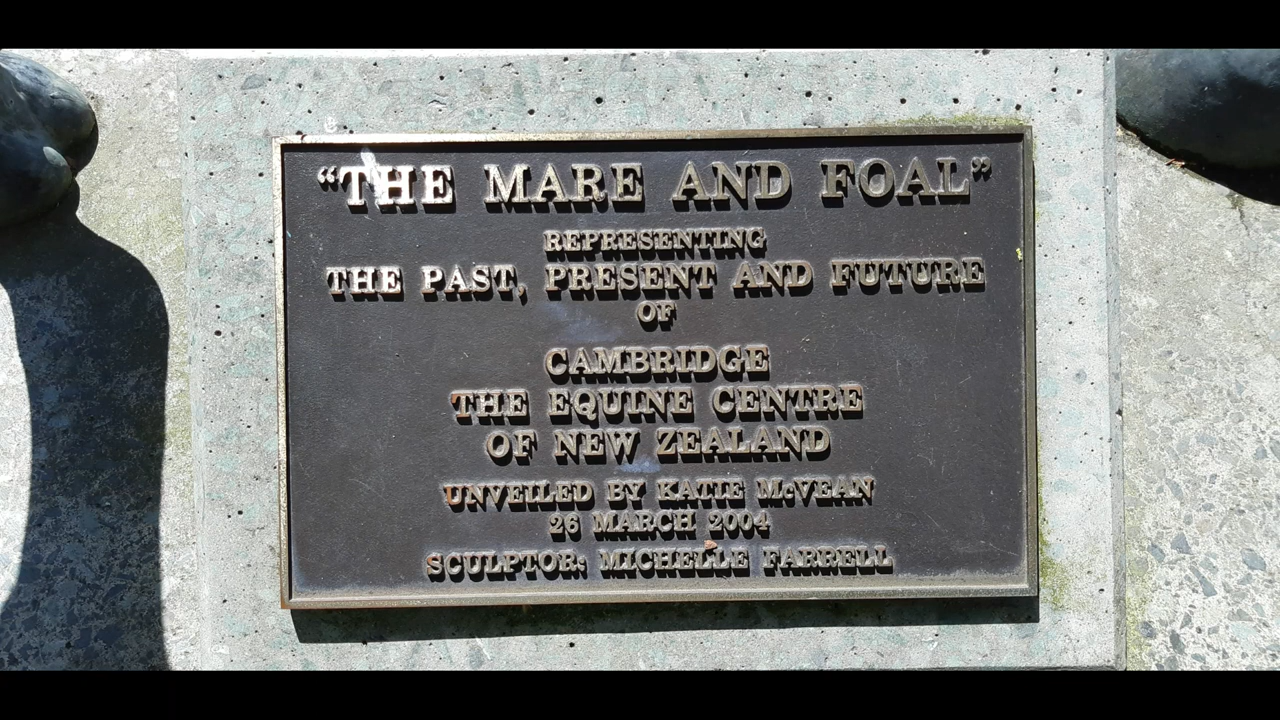 “THE MARE AND FOAL”
REPRESENTING
THE PAST, PRESENT AND FUTURE
OF
CAMBRIDGE
THE EQUINE CENTRE
OF NEW ZEALAND
UNVEILED BY KATIE McVEAN
26 MARCH 2004
SCULPTOR: MICHELLE FARRELL